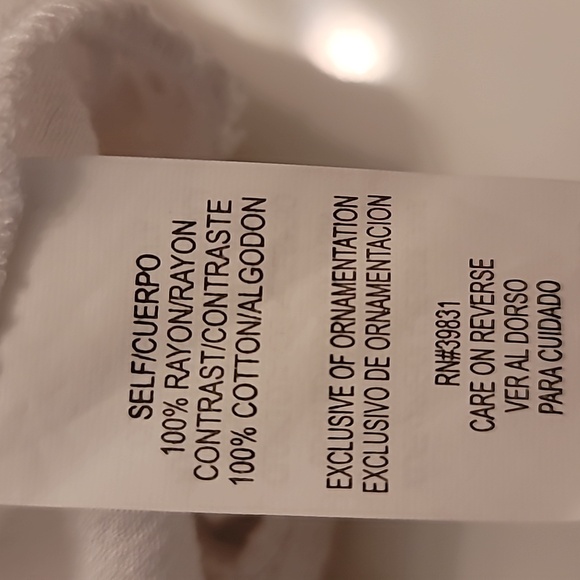 SELF/CUERPO
100% RAYON/RAYON
CONTRAST/CONTRASTE
100% COTTON/ALGODON
EXCLUSIVE OF ORNAMENTATION
EXCLUSIVO DE ORNAMENTACION
RN#39831
CARE ON REVERSE
VER AL DORSO
PARA CUIDADO